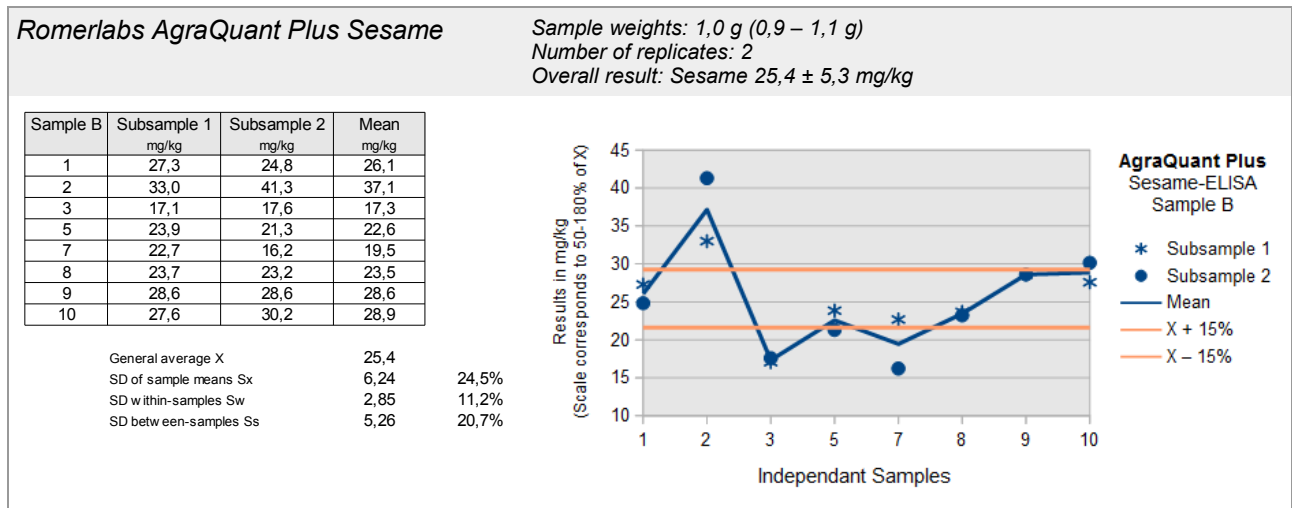 Romerlabs AgraQuant Plus Sesame
Sample weights: 1,0 g (0,9 – 1,1 g)
Number of replicates: 2
Overall result: Sesame 25,4 ± 5,3 mg/kg
Sample B Subsample 1 Subsample 2 Mean
mg/kg mg/kg mg/kg
1 27,3 24,8 26,1
2 33,0 41,3 37,1
3 17,1 17,6 17,3
5 23,9 21,3 22,6
7 22,7 16,2 19,5
8 23,7 23,2 23,5
9 28,6 28,6 28,6
10 27,6 30,2 28,9
General average X 25,4
SD of sample means Sx 6,24 24,5%
SD within-samples Sw 2,85 11,2%
SD between-samples Ss 5,26 20,7%
Results in mg/kg
(Scale corresponds to 50-180% of X)
45
40
35
30
25
20
15
10
1 2 3 5 7 8 9 10
Independant Samples
AgraQuant Plus
Sesame-ELISA
Sample B
Subsample 1
Subsample 2
Mean
X + 15%
X – 15%